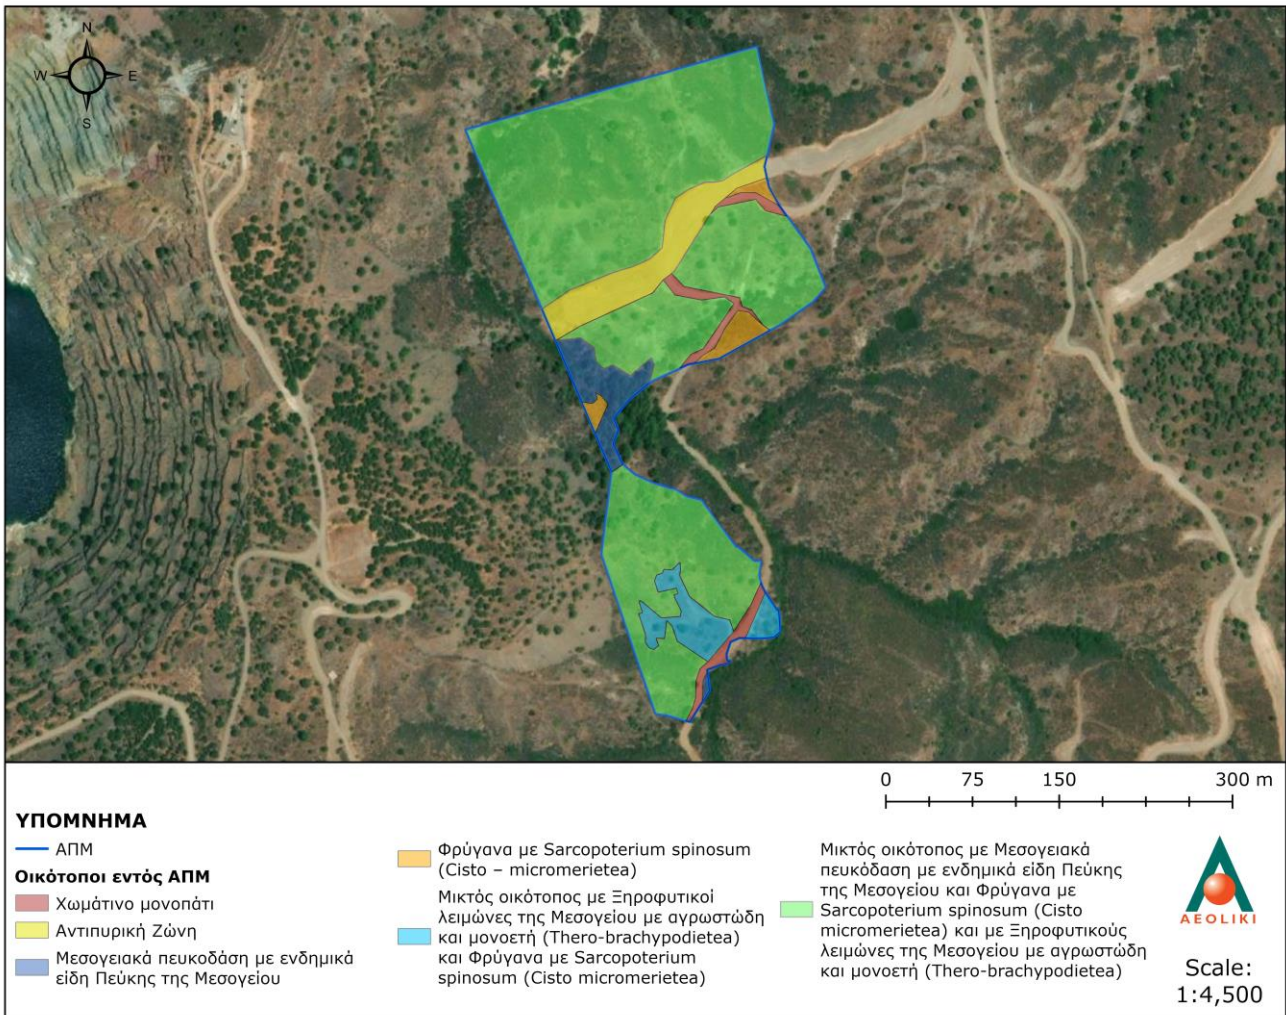 N
W E
S
0 75 150 300 m
ΥΠΟΜΝΗΜΑ
ΑΠΜ
Οικότοποι εντός ΑΠΜ
Χωμάτινο μονοπάτι
Αντιπυρική Ζώνη
Μεσογειακά πευκοδάση με ενδημικά
είδη Πεύκης της Μεσογείου
Φρύγανα με Sarcopoterium spinosum
(Cisto – micromerietea)
Μικτός οικότοπος με Ξηροφυτικοί
λειμώνες της Μεσογείου με αγρωστώδη
και μονοετή (Thero-brachypodietea)
και Φρύγανα με Sarcopoterium
spinosum (Cisto micromerietea)
Μικτός οικότοπος με Μεσογειακά
πευκόδαση με ενδημικά είδη Πεύκης
της Μεσογείου και Φρύγανα με
Sarcopoterium spinosum (Cisto
micromerietea) και με Ξηροφυτικούς
λειμώνες της Μεσογείου με αγρωστώδη
και μονοετή (Thero-brachypodietea)
AEOLIKI
Scale:
1:4,500